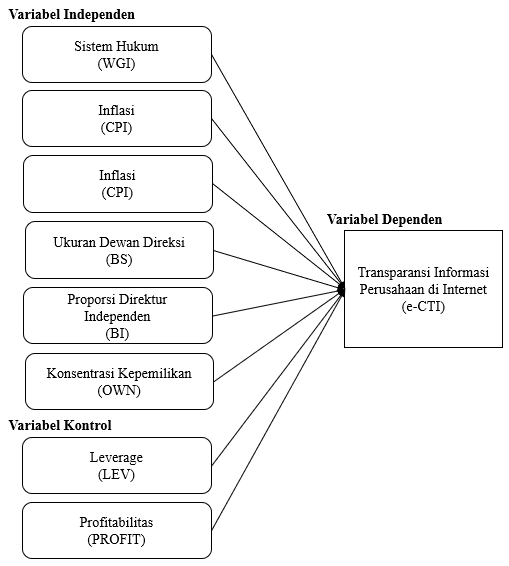 Variabel Independen
Sistem Hukum
(WGI)
Inflasi
(CPI)
Inflasi
(CPI)
Variabel Dependen
Ukuran Dewan Direksi
(BS)
Transparansi Informasi
Perusahaan di Internet
(e-CTI)
Proporsi Direktur
Independen
(BI)
Konsentrasi Kepemilikan
(OWN)
Variabel Kontrol
Leverage
(LEV)
Profitabilitas
(PROFIT)